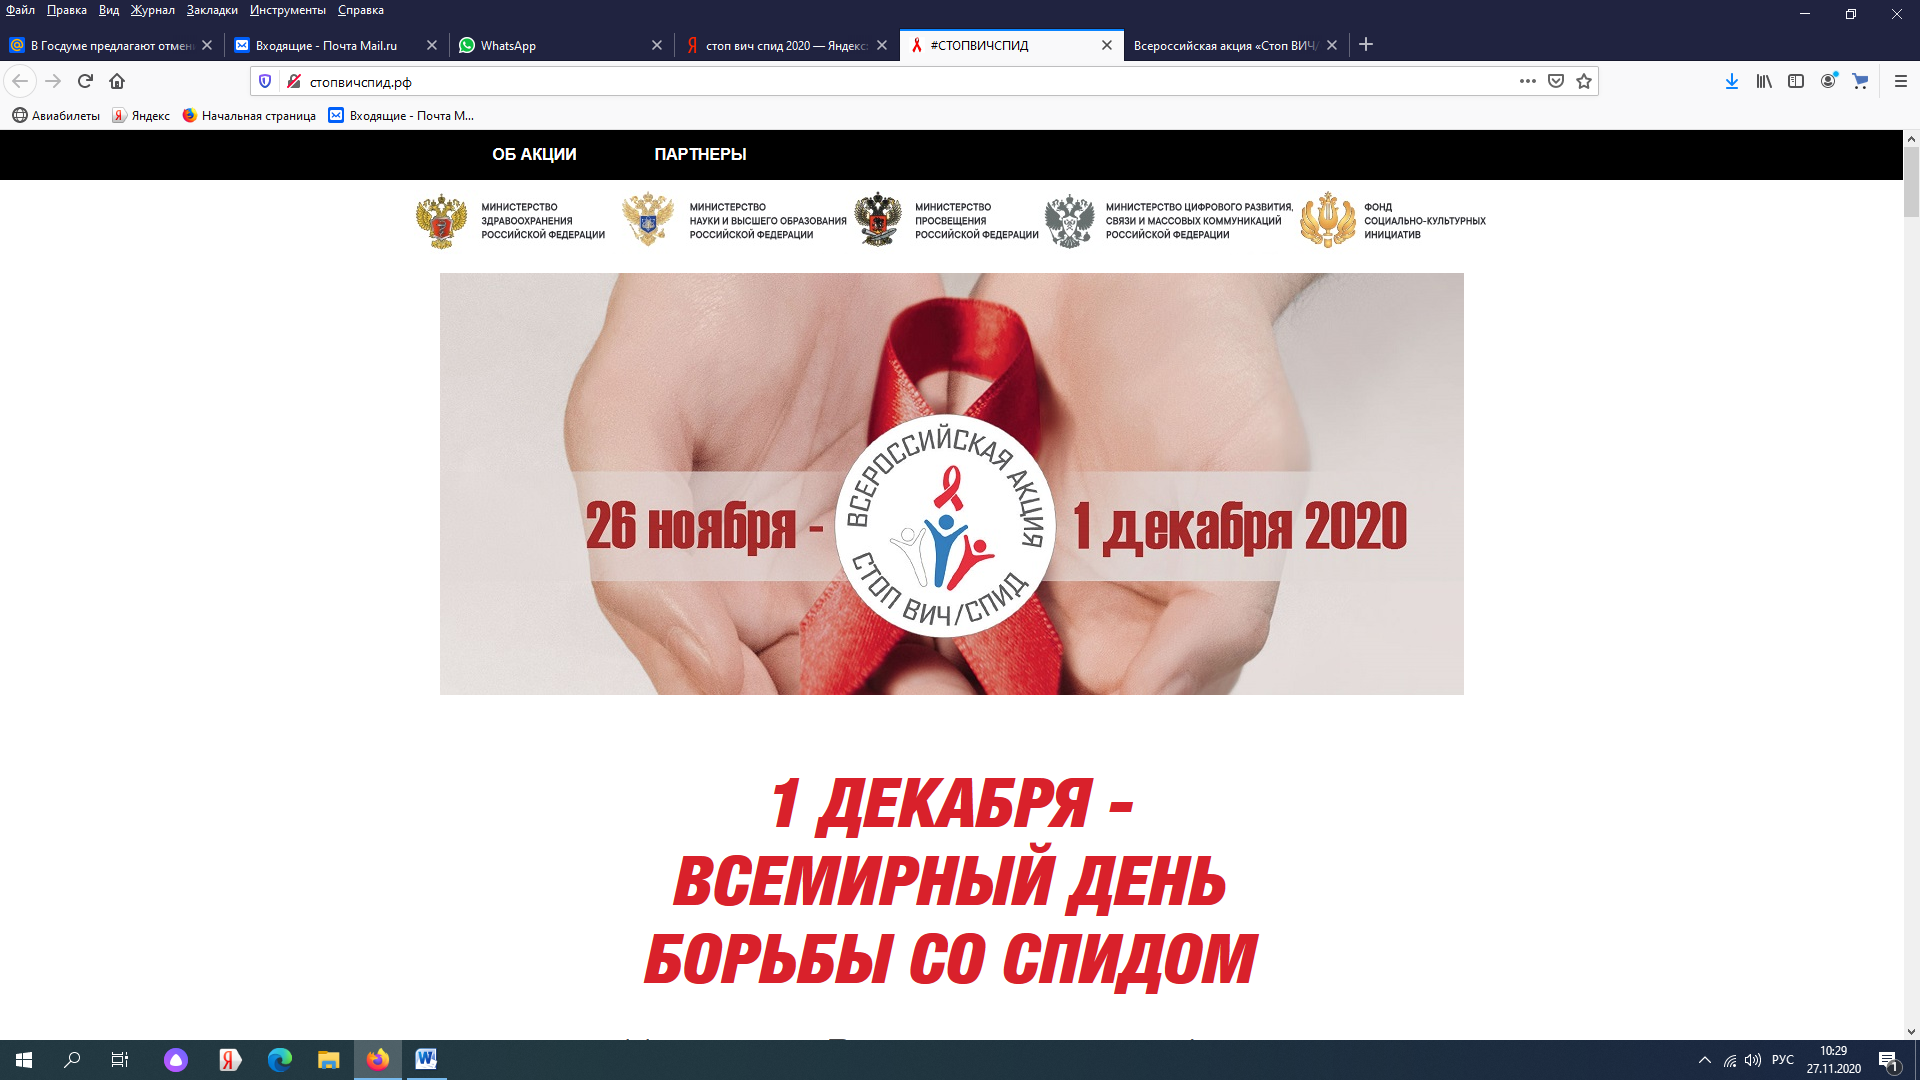 Файл Правка Вид Журнал Закладки Инструменты Справка
В Госдуме предлагают отмен
Входящие - Почта Mail.ru
WhatsApp
стоп вич спид 2020 — Яндекс:
#СТОПВИЧСПИД
Всероссийская акция «Стоп ВИЧ/
стопвичспид.рф
Авиабилеты Яндекс Начальная страница Входящие - Почта М...
ОБ АКЦИИ ПАРТНЕРЫ
МИНИСТЕРСТВО
ЗДРАВООХРАНЕНИЯ
РОССИЙСКОЙ ФЕДЕРАЦИИ
МИНИСТЕРСТВО
НАУКИ И ВЫСШЕГО ОБРАЗОВАНИЯ
РОССИЙСКОЙ ФЕДЕРАЦИИ
МИНИСТЕРСТВО
ПРОСВЕЩЕНИЯ
РОССИЙСКОЙ ФЕДЕРАЦИИ
МИНИСТЕРСТВО ЦИФРОВОГО РАЗВИТИЯ,
СВЯЗИ И МАССОВЫХ КОММУНИКАЦИЙ
РОССИЙСКОЙ ФЕДЕРАЦИИ
ФОНД
СОЦИАЛЬНО-КУЛЬТУРНЫХ
ИНИЦИАТИВ
26 ноября -
ВСЕРОССИЙСКАЯ АКЦИЯ
СТОП ВИЧ/СПИД
1 декабря 2020
1 ДЕКАБРЯ -
ВСЕМИРНЫЙ ДЕНЬ
БОРЬБЫ СО СПИДОМ
РУС
10:29
27.11.2020
1